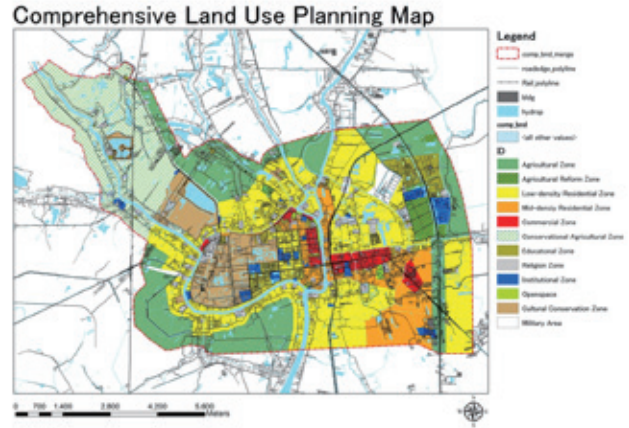 Comprehensive Land Use Planning Map
Legend
comp_bnd_merge
roadedge_polyline
Rail_polyline
bldg
hydrop
comp_bnd
<all other values>
ID
Agricultural Zone
Agricultural Reform Zone
Low-density Residential Zone
Mid-density Residential Zone
Commercial Zone
Conservational Agricultural Zone
Educational Zone
Religion Zone
Institutional Zone
Openspace
Cultural Conservation Zone
Military Area
0 700 1,400 2,800 4,200 5,600
Meters